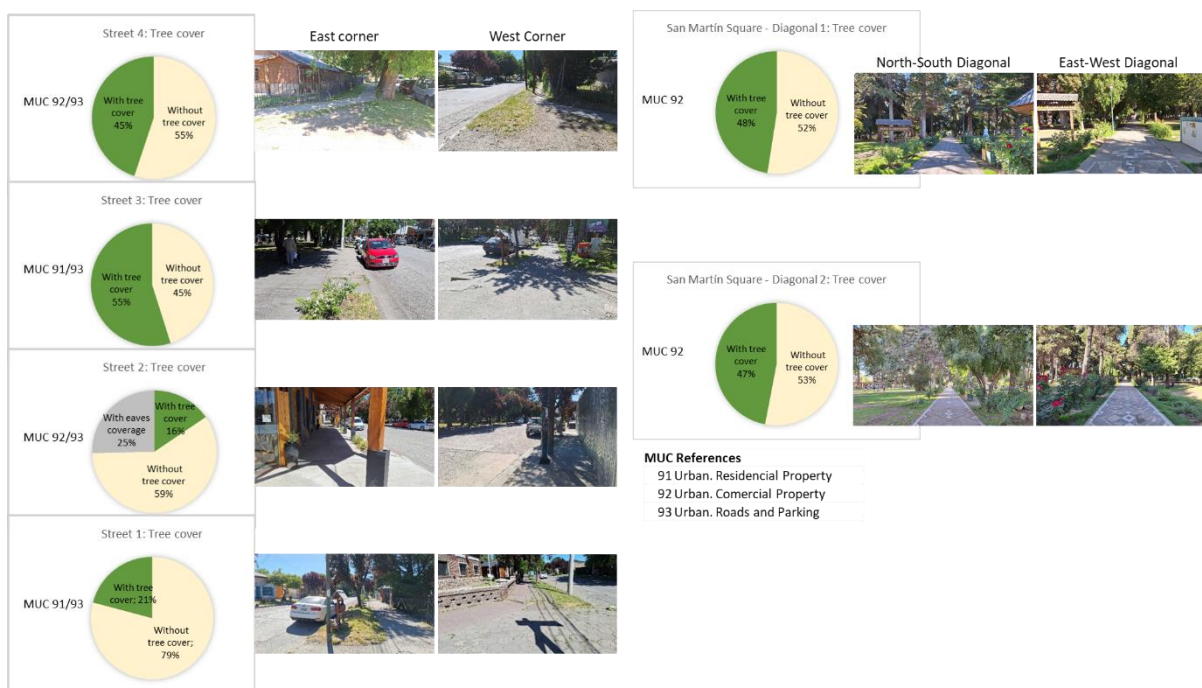 Street 4: Tree cover
East corner
West Corner
MUC 92/93
With tree
cover
45%
Without
tree cover
55%
Street 3: Tree cover
MUC 91/93
With tree
cover
55%
Without
tree cover
45%
Street 2: Tree cover
MUC 92/93
With eaves
coverage
25%
With tree
cover
16%
Without
tree cover
59%
Street 1: Tree cover
MUC 91/93
With tree
cover; 21%
Without
tree cover;
79%
San Martín Square - Diagonal 1: Tree cover
North-South Diagonal
East-West Diagonal
MUC 92
With tree
cover
48%
Without
tree cover
52%
San Martín Square - Diagonal 2: Tree cover
MUC 92
With tree
cover
47%
Without
tree cover
53%
MUC References
91 Urban. Residencial Property
92 Urban. Comercial Property
93 Urban. Roads and Parking